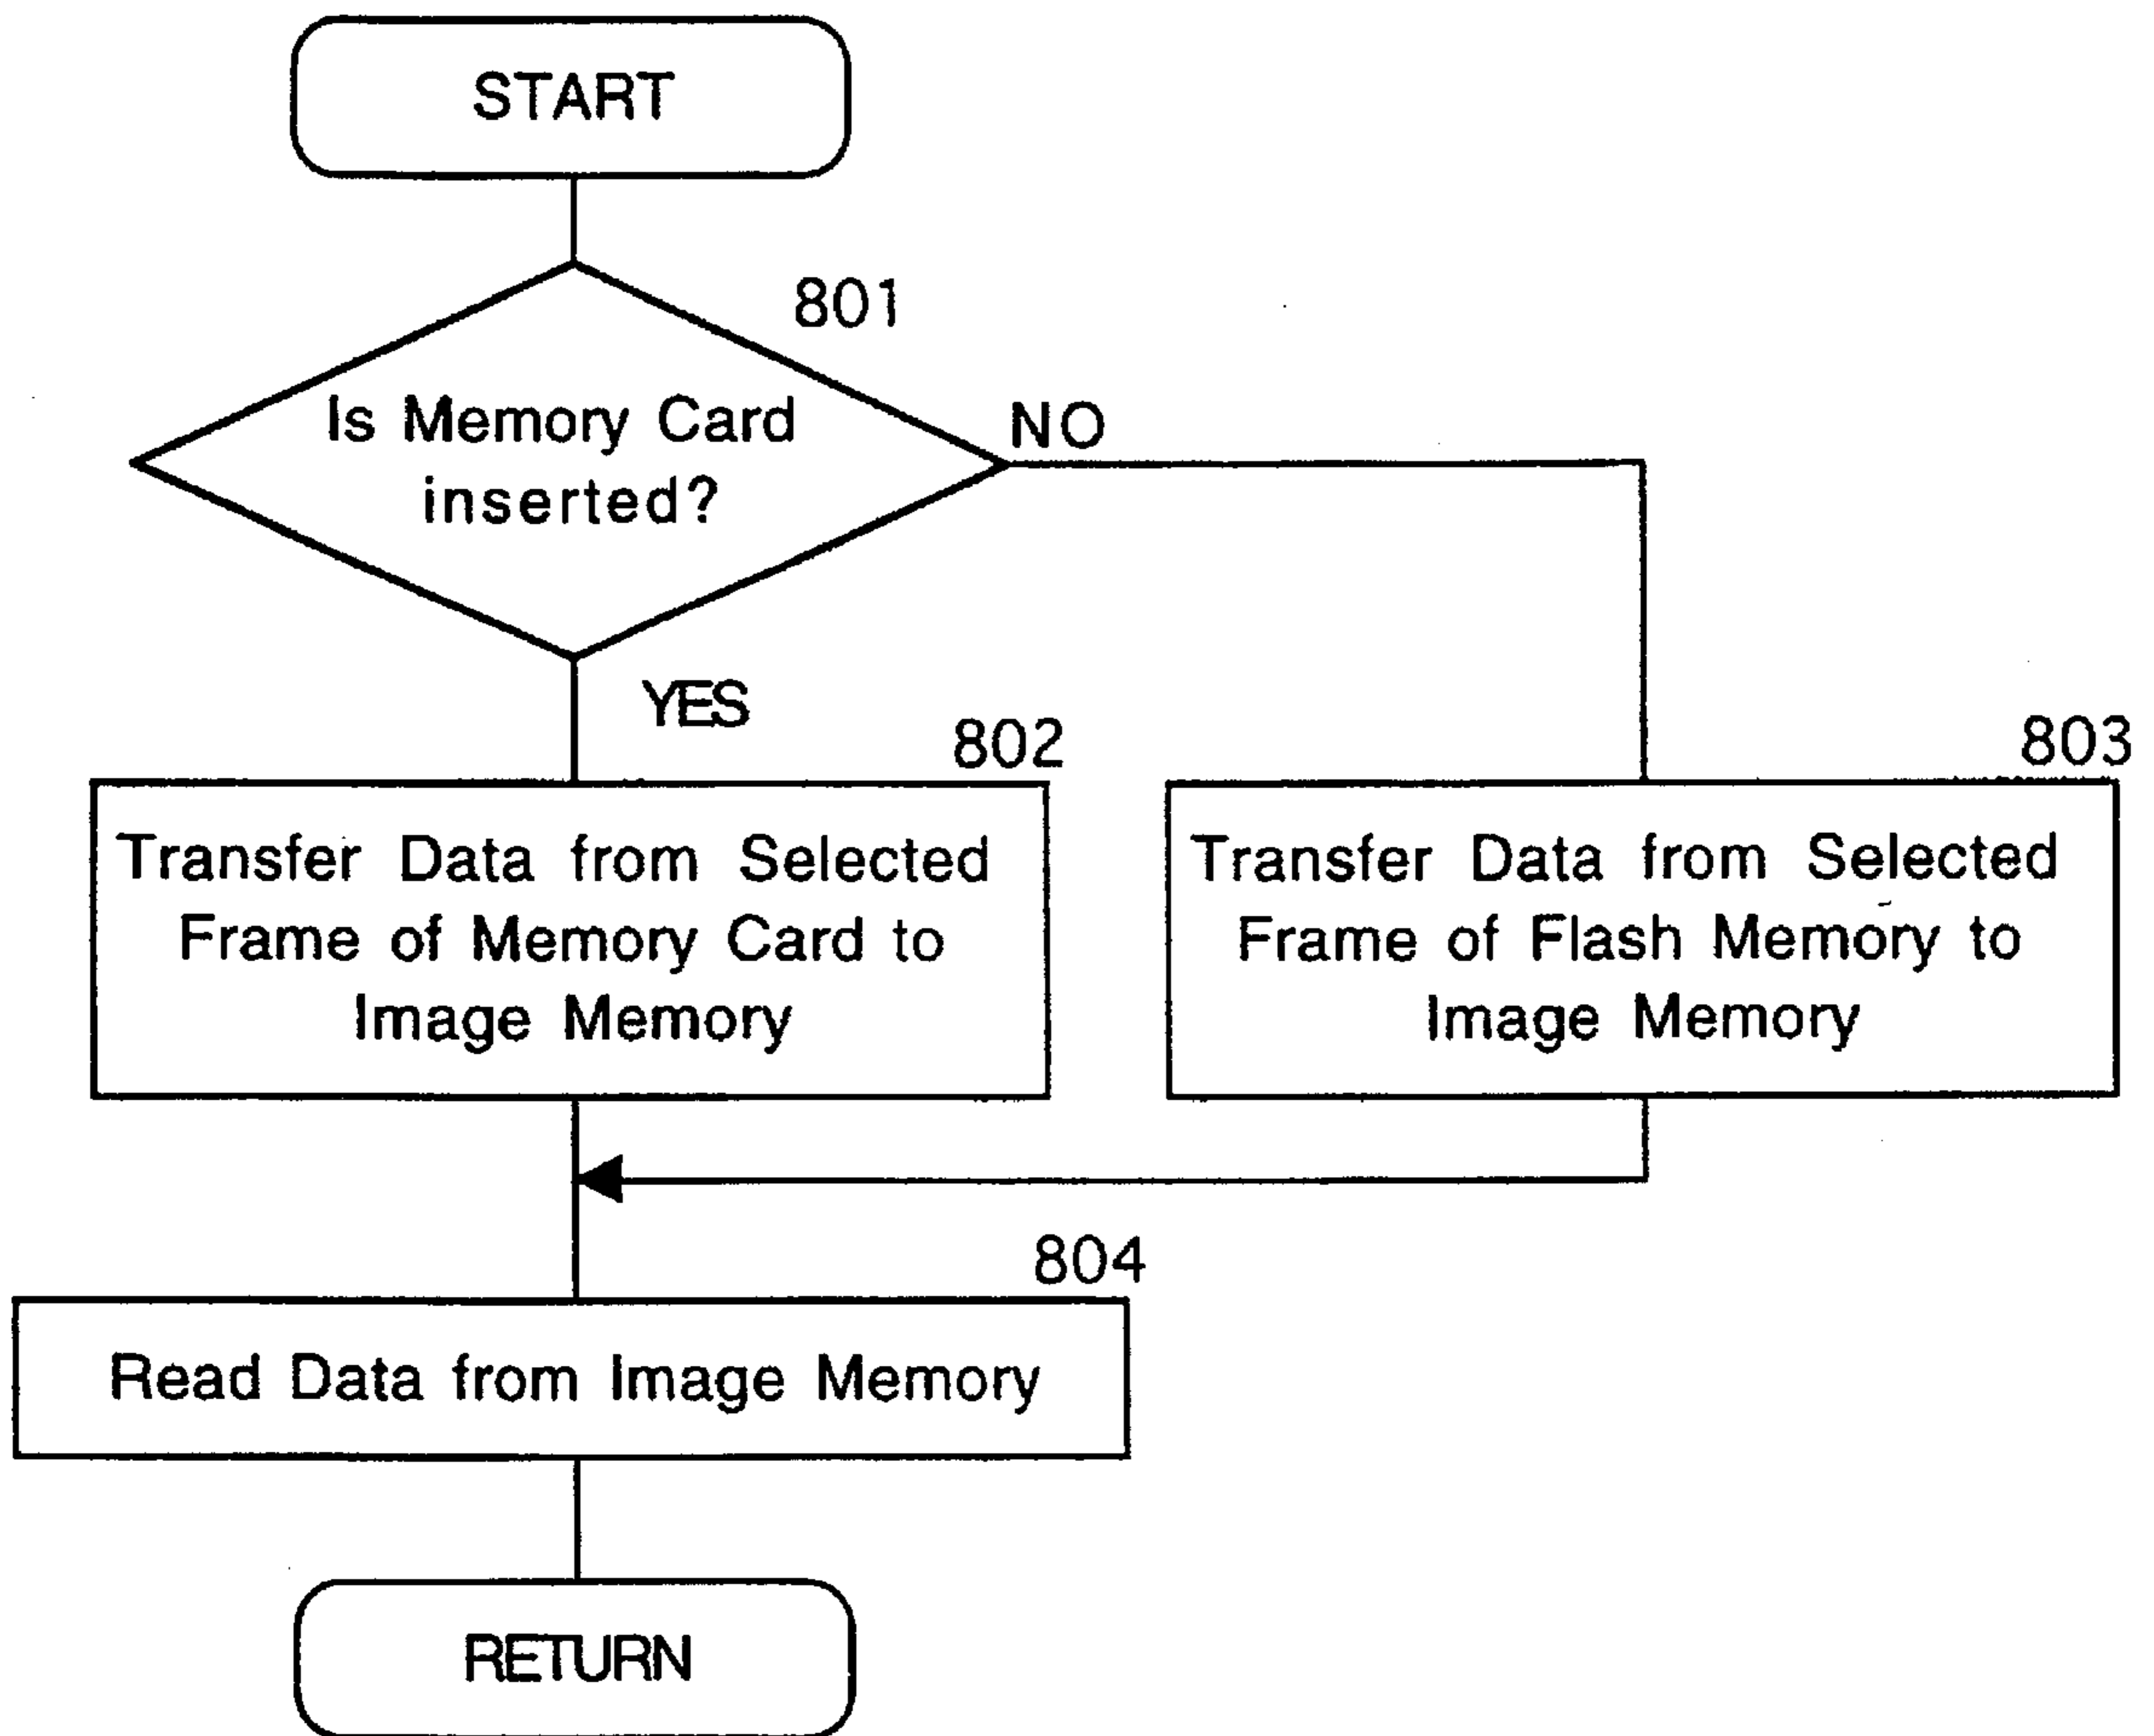 START
801
Is Memory Card
inserted?
NO
YES
802
Transfer Data from Selected
Frame of Memory Card to
Image Memory
803
Transfer Data from Selected
Frame of Flash Memory to
Image Memory
804
Read Data from Image Memory
RETURN